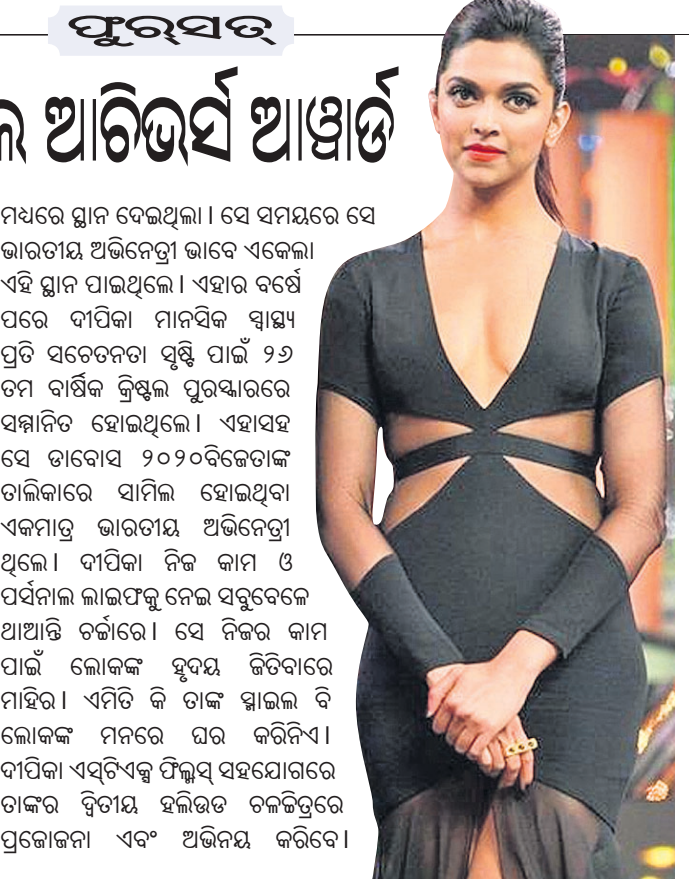 ଫୁର୍‌ସତ୍
ଲ ଆଚିଭର୍ସ ଆୱାର୍ଡ
ମଧ୍ୟରେ ସ୍ଥାନ ଦେଇଥିଲା । ସେ ସମୟରେ ସେ
ଭାରତୀୟ ଅଭିନେତ୍ରୀ ଭାବେ ଏକେଲା
ଏହି ସ୍ଥାନ ପାଇଥିଲେ । ଏହାର ବର୍ଷେ
ପରେ ଦୀପିକା ମାନସିକ ସ୍ୱାସ୍ଥ୍ୟ
ପ୍ରତି ସଚେତନତା ସୃଷ୍ଟି ପାଇଁ ୨୬
ତମ ବାର୍ଷିକ କ୍ରିଷ୍ଟଲ ପୁରସ୍କାରରେ
ସମ୍ମାନିତ ହୋଇଥିଲେ । ଏହାସହ
ସେ ଡାବୋସ ୨୦୨୦ବିଜେତାଙ୍କ
ତାଲିକାରେ ସାମିଲ ହୋଇଥିବା
ଏକମାତ୍ର ଭାରତୀୟ ଅଭିନେତ୍ରୀ
ଥିଲେ । ଦୀପିକା ନିଜ କାମ ଓ
ପର୍ସନାଲ ଲାଇଫକୁ ନେଇ ସବୁବେଳେ
ଥାଆନ୍ତି ଚର୍ଚ୍ଚାରେ । ସେ ନିଜର କାମ
ପାଇଁ ଲୋକଙ୍କ ହୃଦୟ ଜିତିବାରେ
ମାହିର । ଏମିତି କି ତାଙ୍କ ସ୍ମାଇଲ ବି
ଲୋକଙ୍କ ମନରେ ଘର କରିନିଏ ।
ଦୀପିକା ଏସ୍‌ଟିଏକ୍ସ ଫିଲ୍ମସ୍ ସହଯୋଗରେ
ତାଙ୍କର ଦ୍ୱିତୀୟ ହଲିଉଡ ଚଳଚ୍ଚିତ୍ରରେ
ପ୍ରଯୋଜନା ଏବଂ ଅଭିନୟ କରିବେ ।